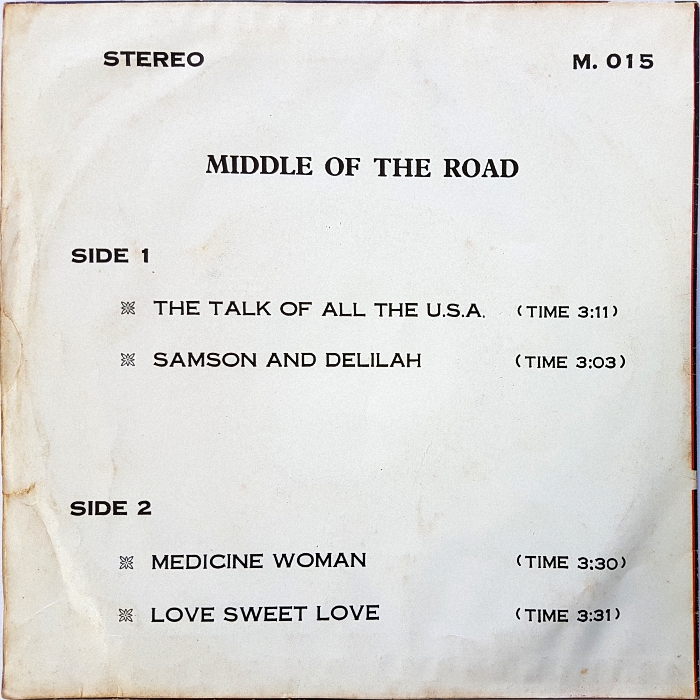 STEREO M. 015
MIDDLE OF THE ROAD
SIDE 1
THE TALK OF ALL THE U.S.A. (TIME 3:11)
SAMSON AND DELILAH (TIME 3:03)
SIDE 2
MEDICINE WOMAN (TIME 3:30)
LOVE SWEET LOVE (TIME 3:31)